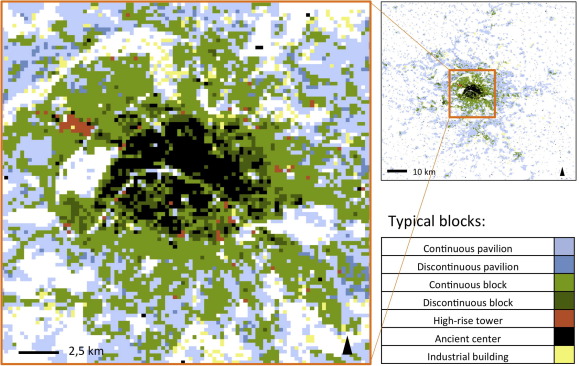 10 km
Typical blocks:
Continuous pavilion
Discontinuous pavilion
Continuous block
Discontinuous block
High-rise tower
Ancient center
Industrial building
2,5 km